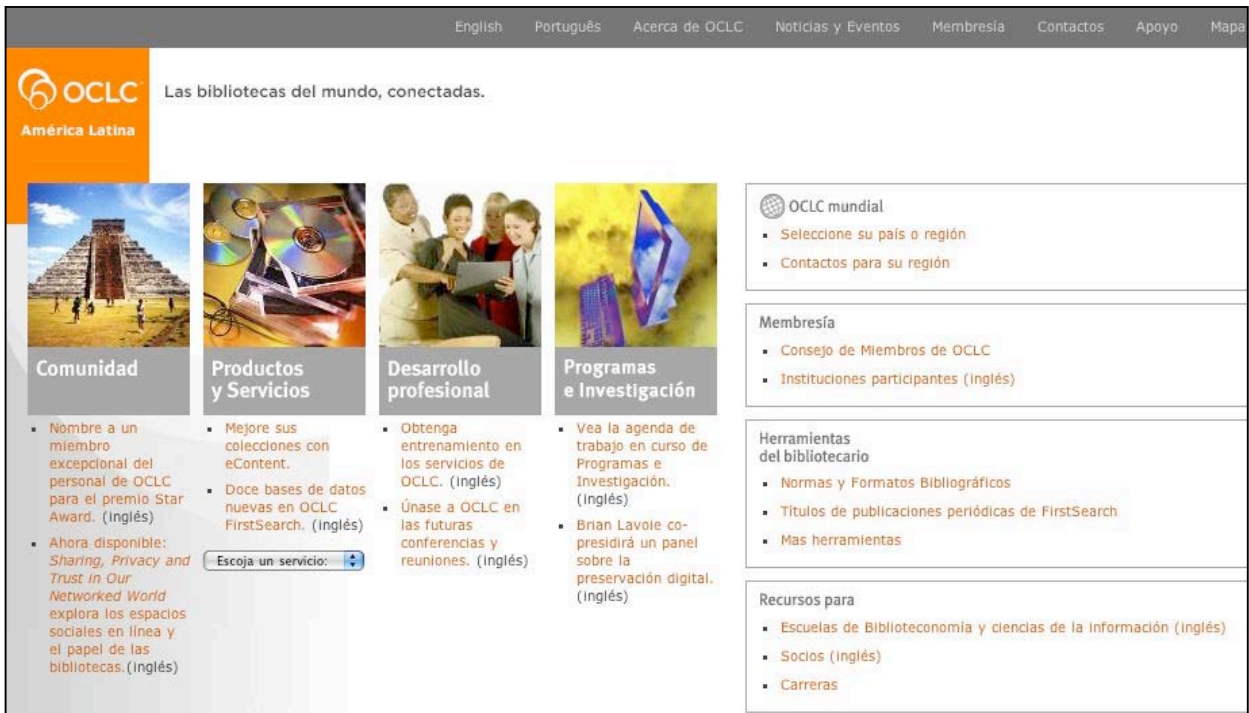 English Português Acerca de OCLC Noticias y Eventos Membresía Contactos Apoyo Mapa
OCLC
América Latina
Las bibliotecas del mundo, conectadas.
Comunidad
Nombre a un
miembro
excepcional del
personal de OCLC
para el premio Star
Award. (inglés)
Ahora disponible:
Sharing, Privacy and
Trust in Our
Networked World
explora los espacios
sociales en línea y
el papel de las
bibliotecas.(inglés)
Productos
y Servicios
Mejore sus
colecciones con
eContent.
Doce bases de datos
nuevas en OCLC
FirstSearch. (inglés)
Escoja un servicio:
Desarrollo
profesional
Obtenga
entrenamiento en
los servicios de
OCLC. (inglés)
Únase a OCLC en
las futuras
conferencias y
reuniones. (inglés)
Programas
e Investigación
Vea la agenda de
trabajo en curso de
Programas e
Investigación.
(inglés)
Brian Lavoie co-
presidirá un panel
sobre la
preservación digital.
(inglés)
OCLC mundial
Seleccione su país o región
Contactos para su región
Membresía
Consejo de Miembros de OCLC
Instituciones participantes (inglés)
Herramientas
del bibliotecario
Normas y Formatos Bibliográficos
Títulos de publicaciones periódicas de FirstSearch
Mas herramientas
Recursos para
Escuelas de Biblioteconomía y ciencias de la información (inglés)
Socios (inglés)
Carreras